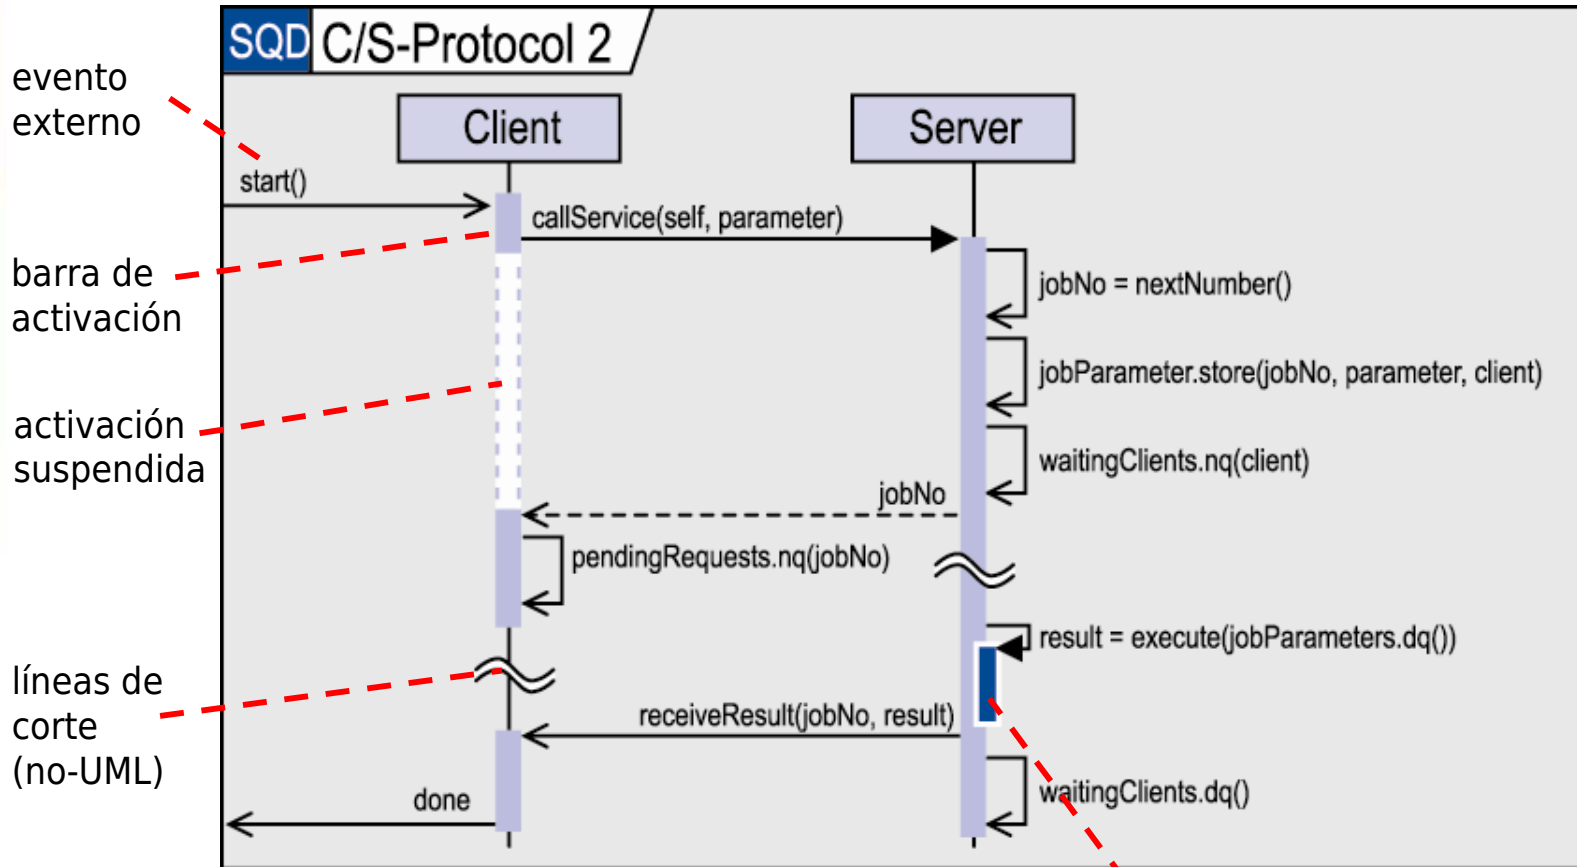 SQD C/S-Protocol 2
evento
externo
Client
Server
start()
callService(self, parameter)
barra de
activación
jobNo = nextNumber()
jobParameter.store(jobNo, parameter, client)
activación
suspendida
waitingClients.nq(client)
jobNo
pendingRequests.nq(jobNo)
result = execute(jobParameters.dq())
líneas de
corte
(no-UML)
receiveResult(jobNo, result)
done
waitingClients.dq()